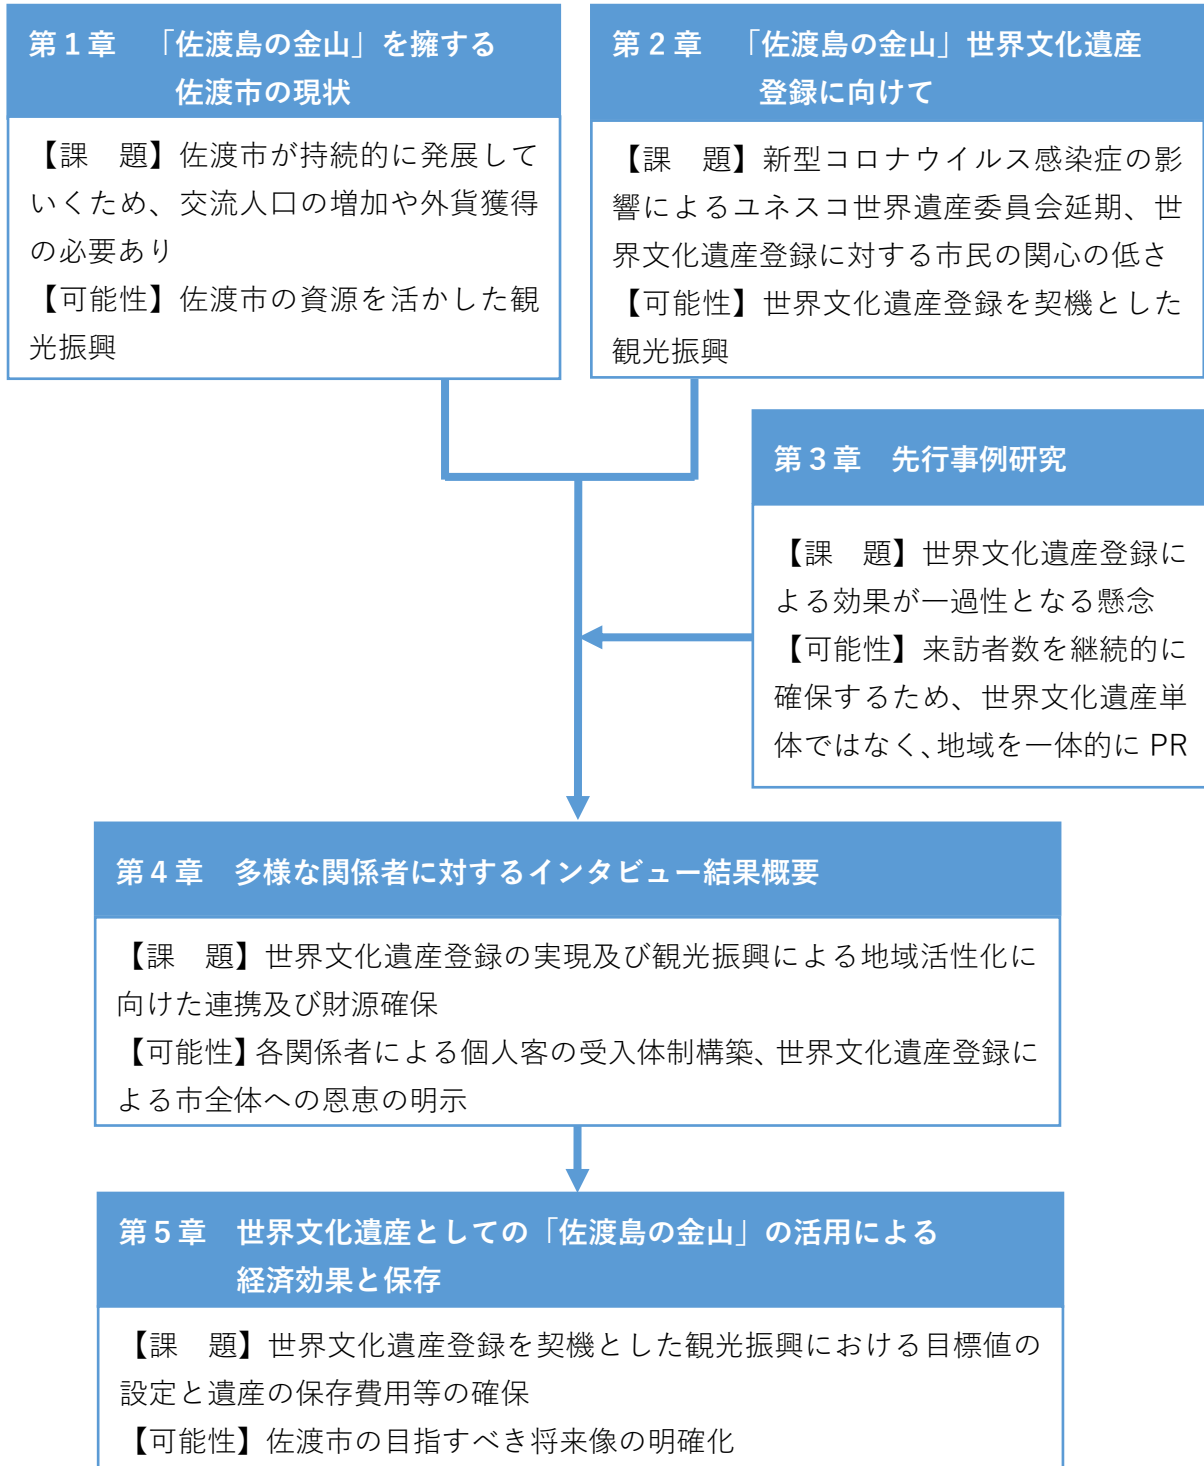 第１章　「佐渡島の金山」を擁する
佐渡市の現状
【課　題】佐渡市が持続的に発展して
いくため、交流人口の増加や外貨獲得
の必要あり
【可能性】佐渡市の資源を活かした観
光振興
第２章　「佐渡島の金山」世界文化遺産
登録に向けて
【課　題】新型コロナウイルス感染症の影
響によるユネスコ世界遺産委員会延期、世
界文化遺産登録に対する市民の関心の低さ
【可能性】世界文化遺産登録を契機とした
観光振興
第３章　先行事例研究
【課　題】世界文化遺産登録に
よる効果が一過性となる懸念
【可能性】来訪者数を継続的に
確保するため、世界文化遺産単
体ではなく、地域を一体的に PR
第４章　多様な関係者に対するインタビュー結果概要
【課　題】世界文化遺産登録の実現及び観光振興による地域活性化に
向けた連携及び財源確保
【可能性】各関係者による個人客の受入体制構築、世界文化遺産登録に
よる市全体への恩恵の明示
第５章　世界文化遺産としての「佐渡島の金山」の活用による
経済効果と保存
【課　題】世界文化遺産登録を契機とした観光振興における目標値の
設定と遺産の保存費用等の確保
【可能性】佐渡市の目指すべき将来像の明確化